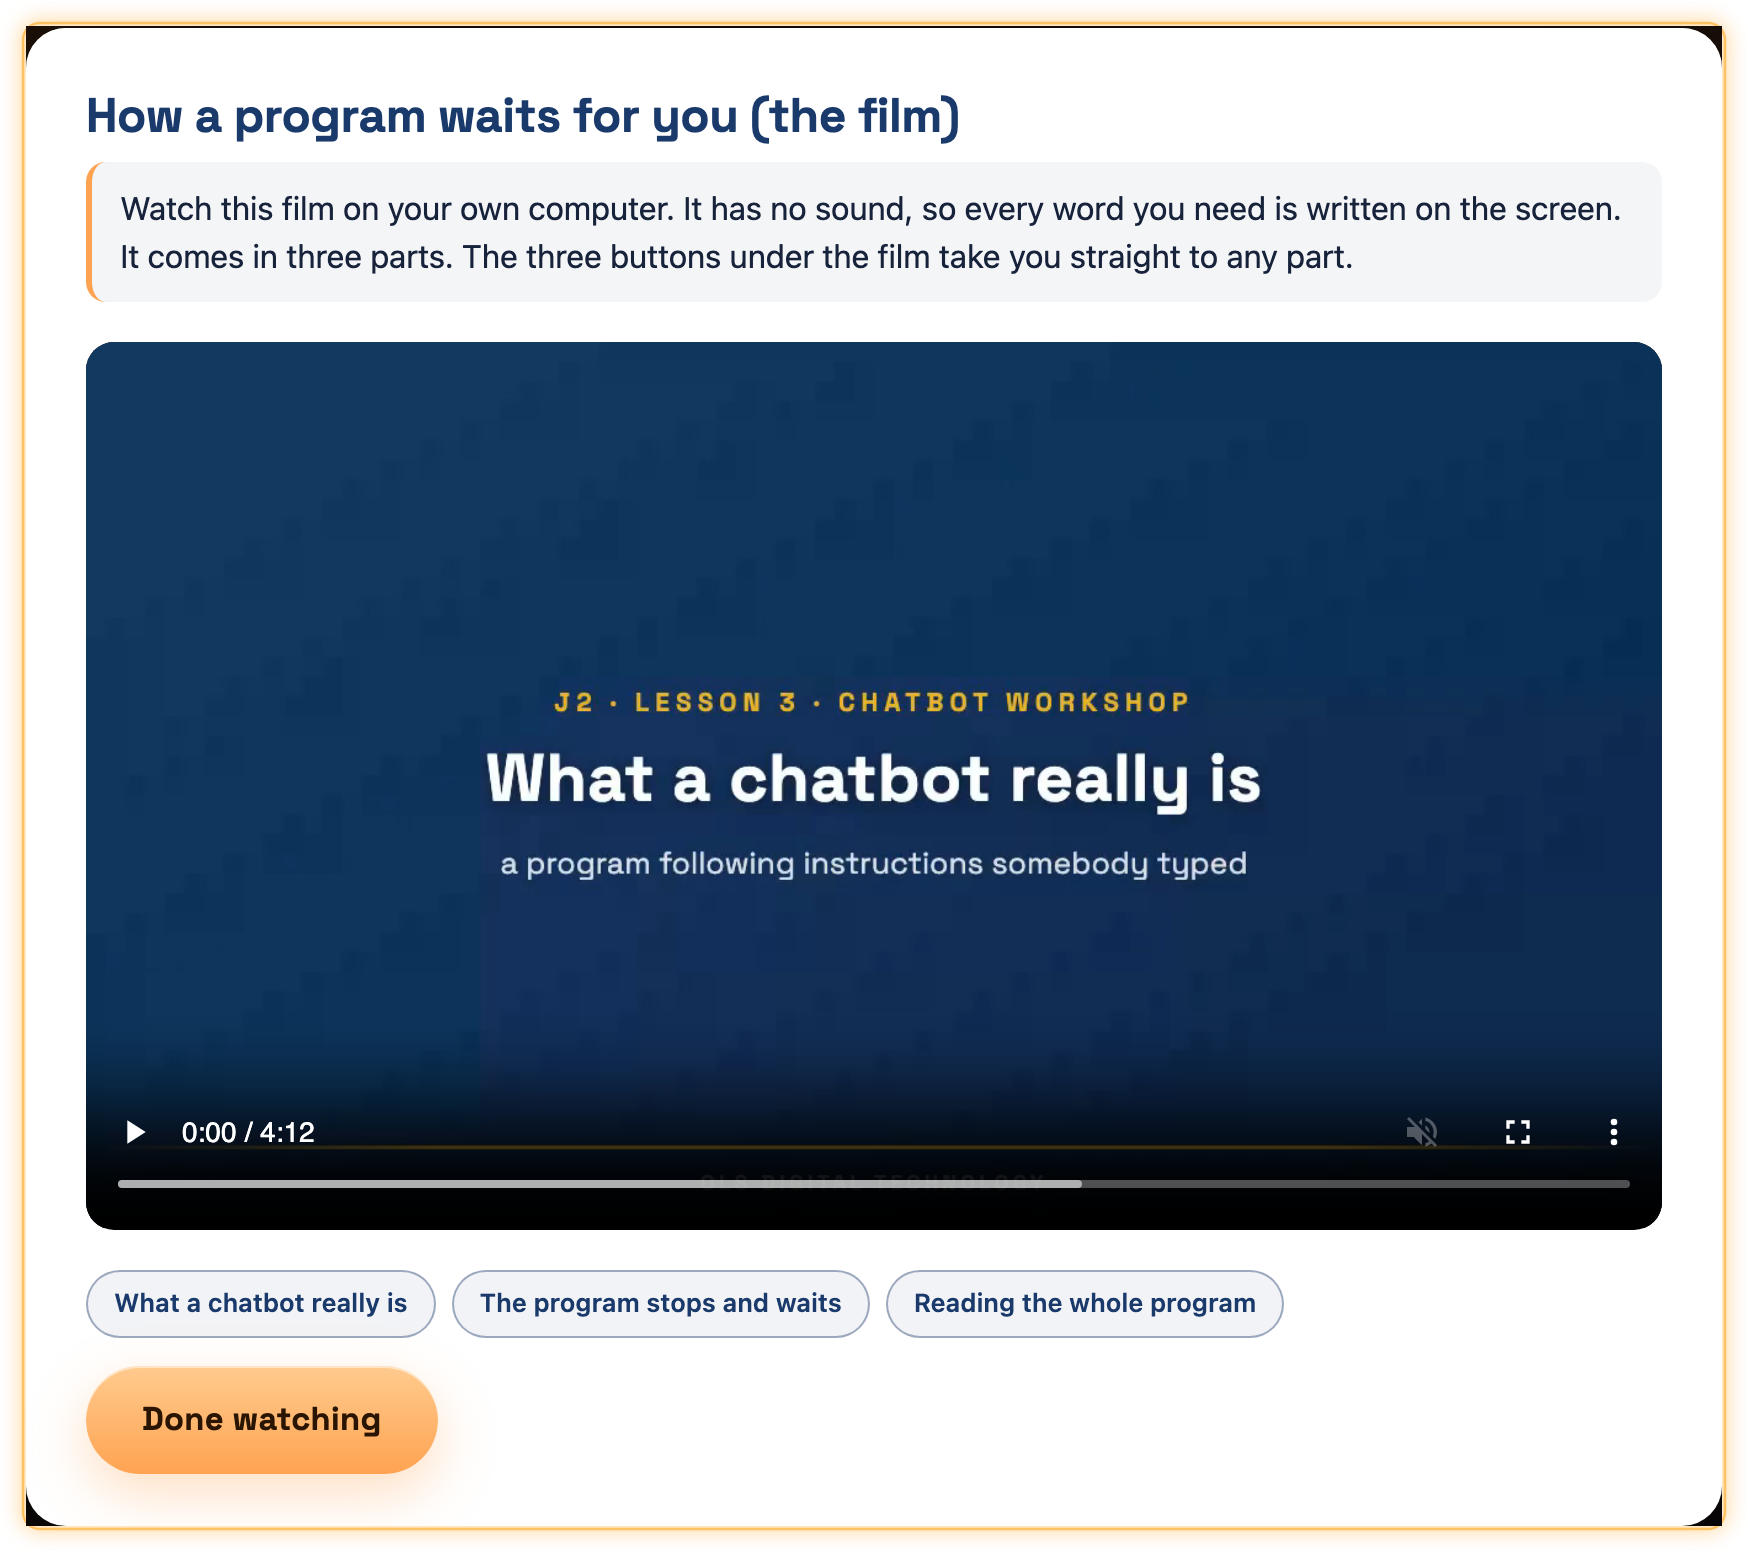 How a program waits for you (the film)
Watch this film on your own computer. It has no sound, so every word you need is written on the screen.
It comes in three parts. The three buttons under the film take you straight to any part.
J2 · LESSON 3 · CHATBOT WORKSHOP
What a chatbot really is
a program following instructions somebody typed
0:00 / 4:12
DIGITAL TECHNOLOGY
What a chatbot really is
The program stops and waits
Reading the whole program
Done watching